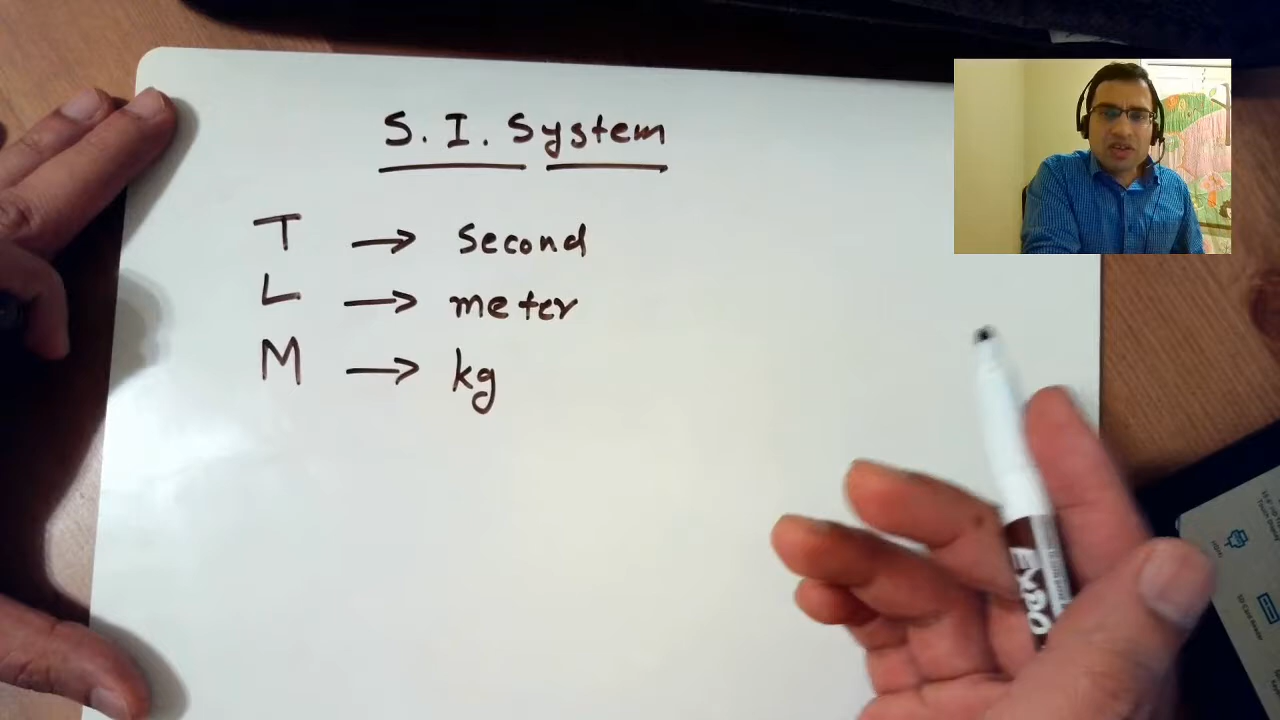 S. I. System
T → second
L → meter
M → kg
EXPO